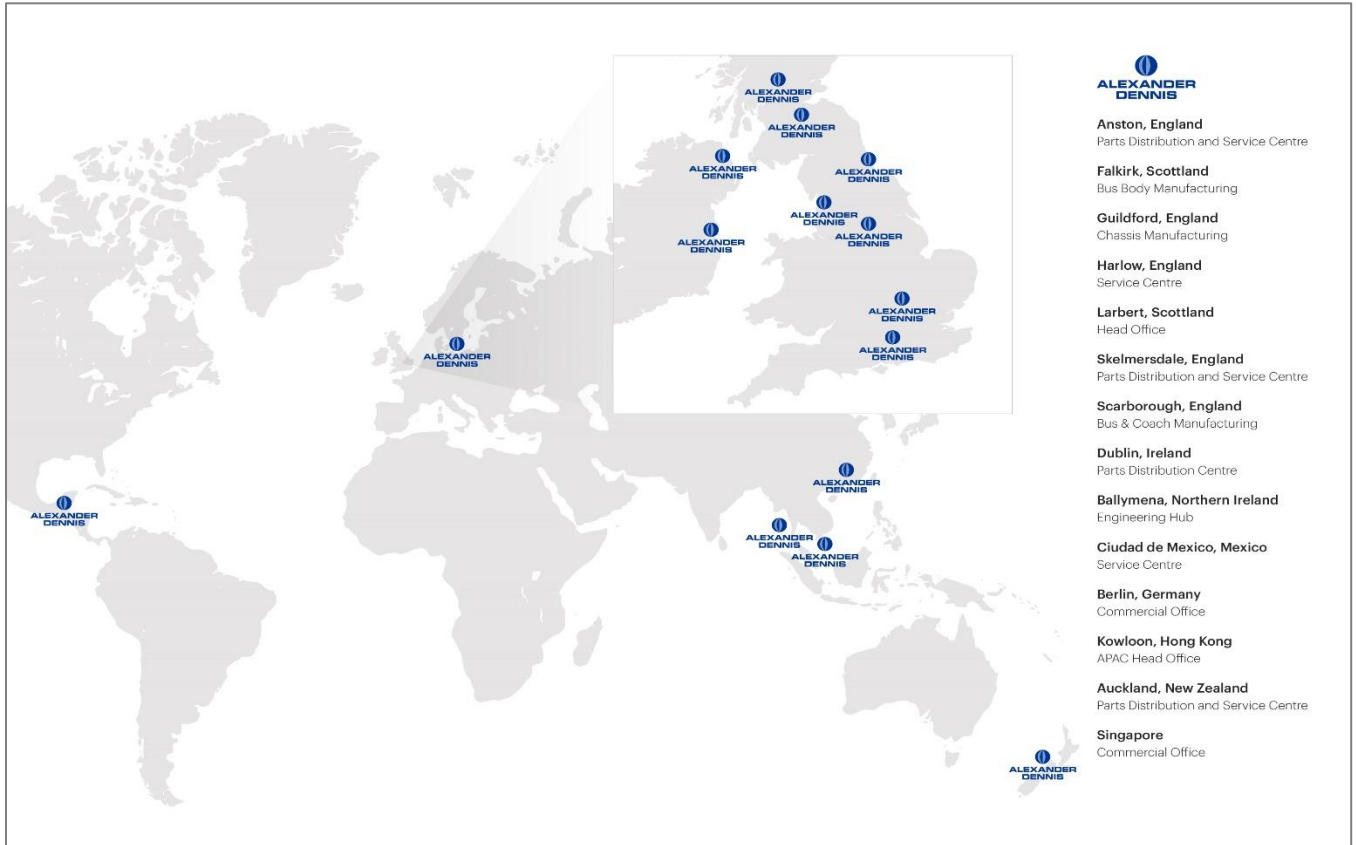 ALEXANDER
DENNIS
ALEXANDER
DENNIS
ALEXANDER
DENNIS
ALEXANDER
DENNIS
ALEXANDER
DENNIS
ALEXANDER
DENNIS
ALEXANDER
DENNIS
ALEXANDER
DENNIS
ALEXANDER
DENNIS
ALEXANDER
DENNIS
ALEXANDER
DENNIS
ALEXANDER
DENNIS
ALEXANDER
DENNIS
ALEXANDER
DENNIS
ALEXANDER
DENNIS
ALEXANDER
DENNIS
Anston, England
Parts Distribution and Service Centre
Falkirk, Scottland
Bus Body Manufacturing
Guildford, England
Chassis Manufacturing
Harlow, England
Service Centre
Larbert, Scottland
Head Office
Skelmersdale, England
Parts Distribution and Service Centre
Scarborough, England
Bus & Coach Manufacturing
Dublin, Ireland
Parts Distribution Centre
Ballymena, Northern Ireland
Engineering Hub
Ciudad de Mexico, Mexico
Service Centre
Berlin, Germany
Commercial Office
Kowloon, Hong Kong
APAC Head Office
Auckland, New Zealand
Parts Distribution and Service Centre
Singapore
Commercial Office